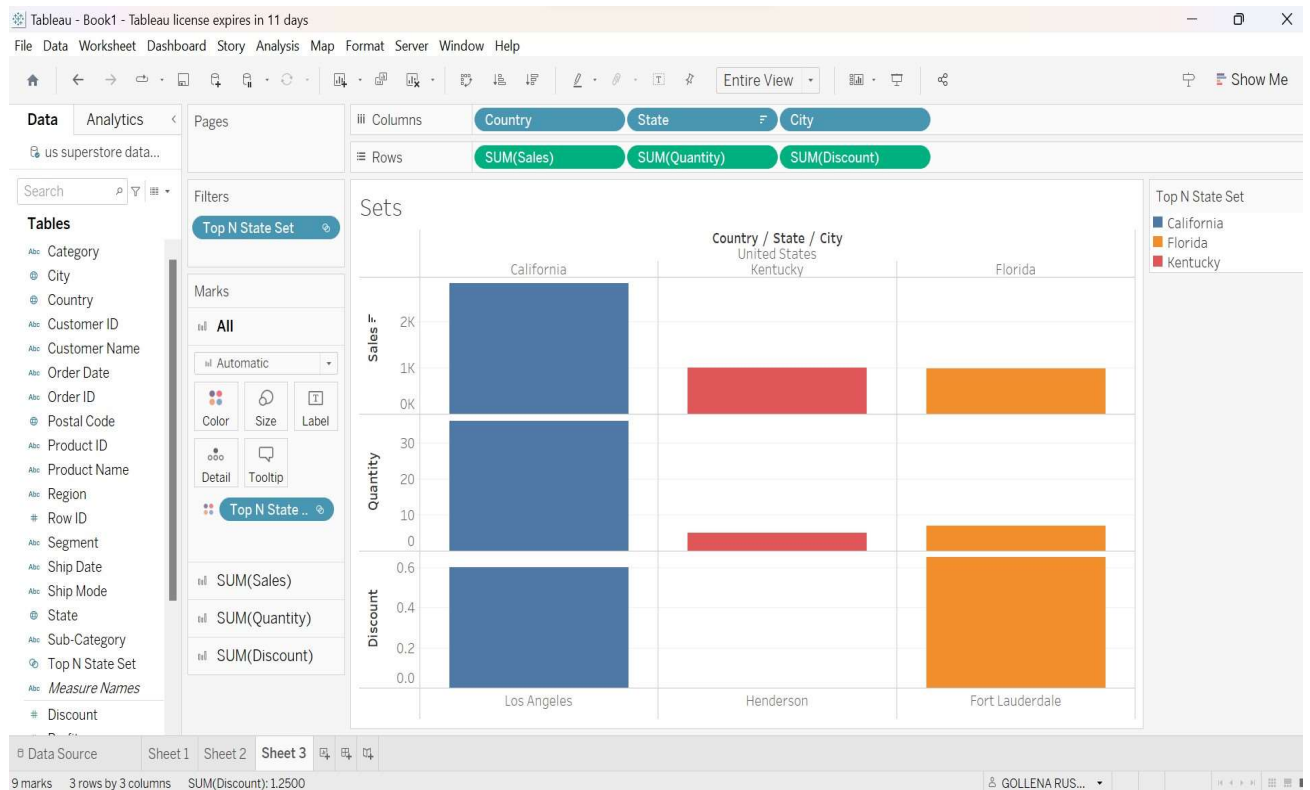 Tableau - Book1 - Tableau license expires in 11 days
File Data Worksheet Dashboard Story Analysis Map Format Server Window Help
Entire View
Show Me
Data Analytics
us superstore data...
Search
Tables
Category
City
Country
Customer ID
Customer Name
Order Date
Order ID
Postal Code
Product ID
Product Name
Region
Row ID
Segment
Ship Date
Ship Mode
State
Sub-Category
Top N State Set
Measure Names
Discount
Pages
Filters
Top N State Set
Marks
All
Automatic
Color Size Label
Detail Tooltip
Top N State ..
SUM(Sales)
SUM(Quantity)
SUM(Discount)
Columns Country State City
Rows SUM(Sales) SUM(Quantity) SUM(Discount)
Sets
Country / State / City
United States
California Kentucky Florida
Sales
2K
1K
0K
Quantity
30
20
10
0
Discount
0.6
0.4
0.2
0.0
Los Angeles Henderson Fort Lauderdale
Top N State Set
California
Florida
Kentucky
Data Source Sheet 1 Sheet 2 Sheet 3
9 marks 3 rows by 3 columns SUM(Discount): 1.2500
GOLLENA RUS...